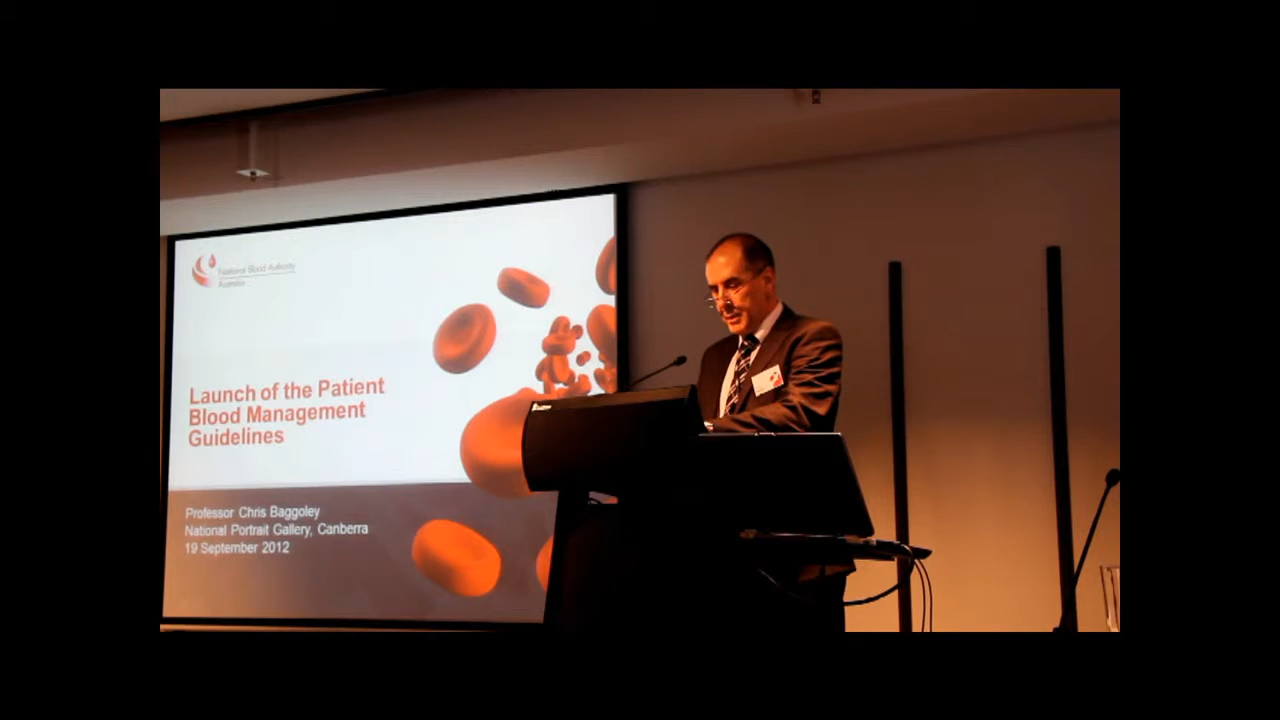 National Blood Authority
Australia
Launch of the Patient
Blood Management
Guidelines
Professor Chris Baggoley
National Portrait Gallery, Canberra
19 September 2012